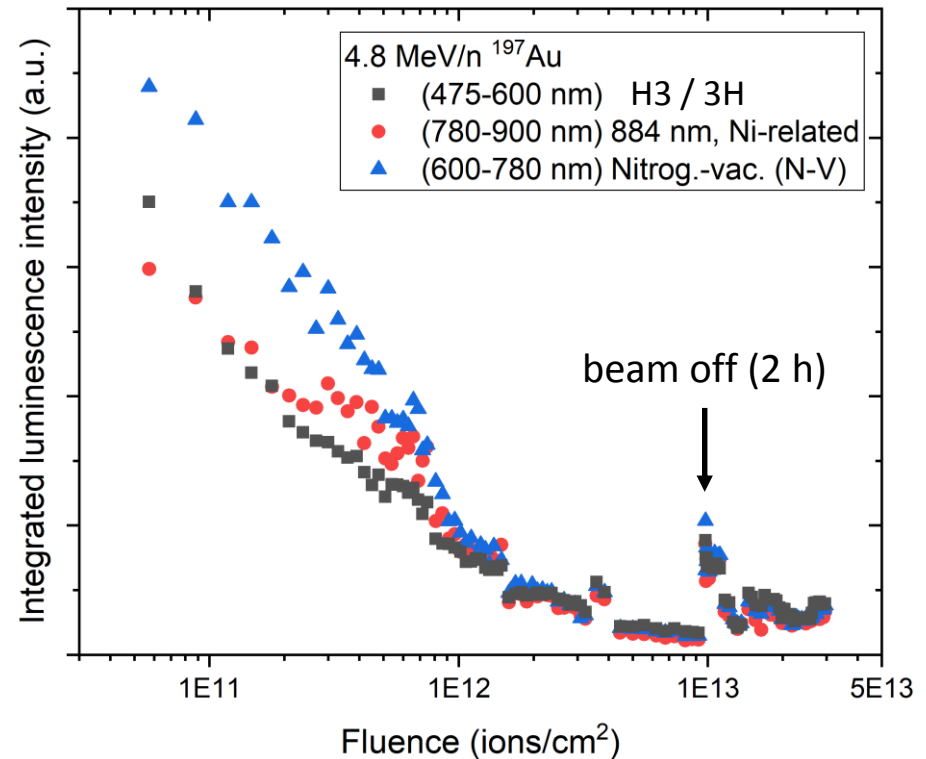 4.8 MeV/n ¹⁹⁷Au
(475-600 nm) H3 / 3H
(780-900 nm) 884 nm, Ni-related
(600-780 nm) Nitrog.-vac. (N-V)
Integrated luminescence intensity (a.u.)
beam off (2 h)
1E11 1E12 1E13 5E13
Fluence (ions/cm²)